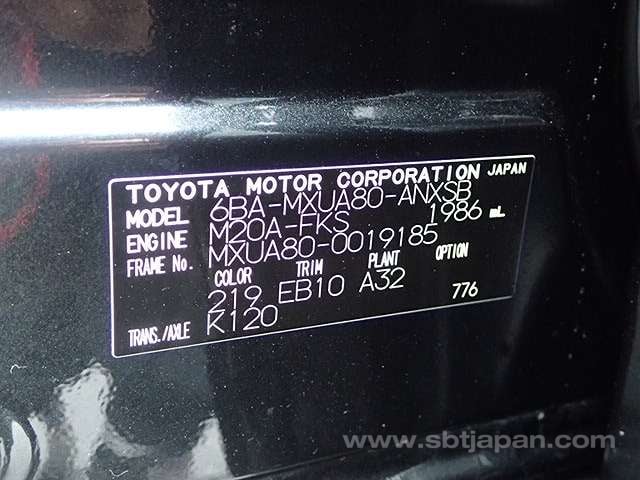 TOYOTA MOTOR CORPORATION JAPAN
MODEL 6BA-MXUA80-ANXSB
ENGINE M20A-FKS 1986 mL
FRAME No. MXUA80-0019185
COLOR TRIM PLANT OPTION
219 EB10 A32 776
TRANS./AXLE K120
www.sbtjapan.com